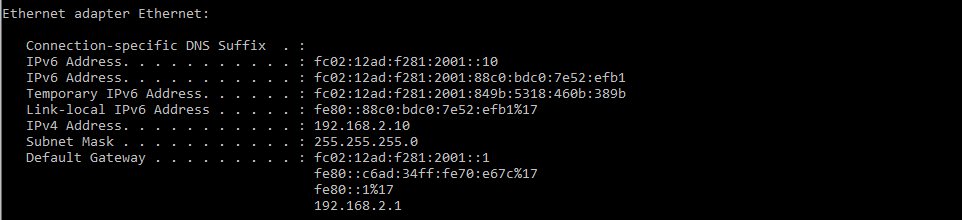 Ethernet adapter Ethernet:
Connection-specific DNS Suffix  . :
IPv6 Address. . . . . . . . . . . : fc02:12ad:f281:2001::10
IPv6 Address. . . . . . . . . . . : fc02:12ad:f281:2001:88c0:bdc0:7e52:efb1
Temporary IPv6 Address. . . . . . : fc02:12ad:f281:2001:849b:5318:460b:389b
Link-local IPv6 Address . . . . . : fe80::88c0:bdc0:7e52:efb1%17
IPv4 Address. . . . . . . . . . . : 192.168.2.10
Subnet Mask . . . . . . . . . . . : 255.255.255.0
Default Gateway . . . . . . . . . : fc02:12ad:f281:2001::1
fe80::c6ad:34ff:fe70:e67c%17
fe80::1%17
192.168.2.1